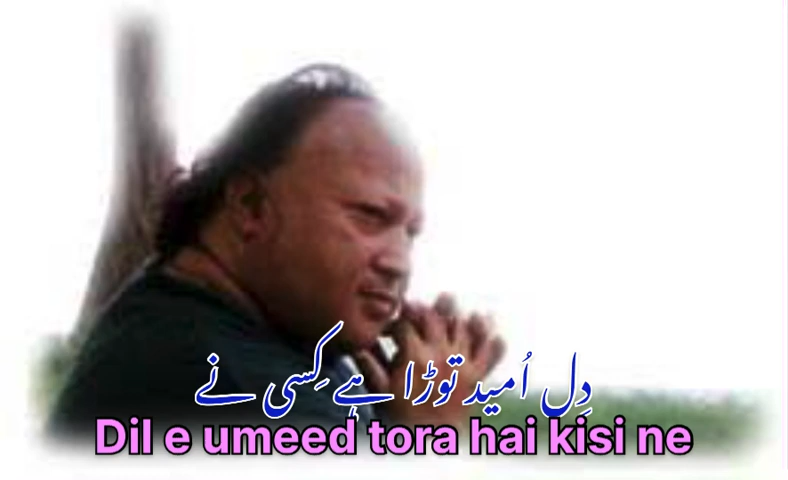 دِل اُمید توڑا ہے کِسی نے
Dil e umeed tora hai kisi ne